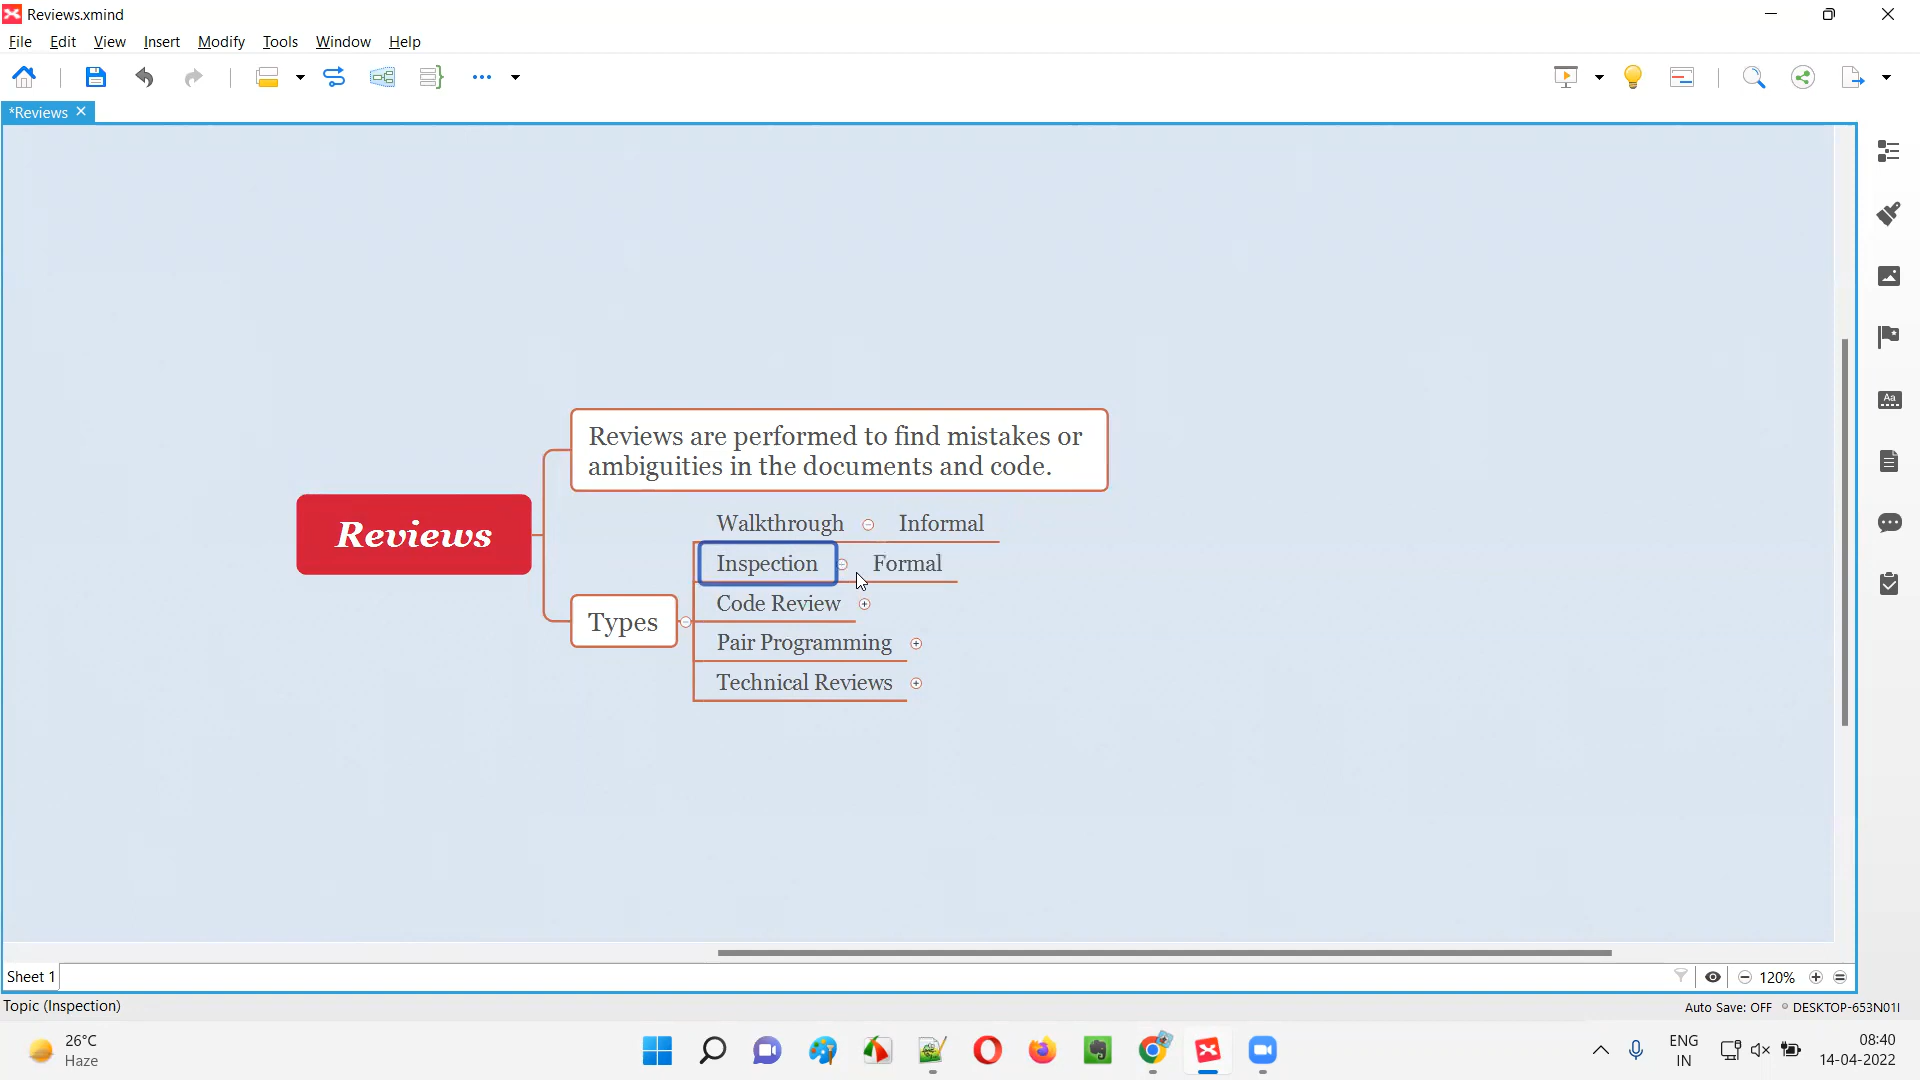 Reviews.xmind
File Edit View Insert Modify Tools Window Help
*Reviews
Reviews are performed to find mistakes or
ambiguities in the documents and code.
Reviews
Walkthrough Informal
Inspection Formal
Code Review
Types
Pair Programming
Technical Reviews
Sheet 1
120%
Topic (Inspection)
Auto Save: OFF DESKTOP-653N01I
26°C
Haze
ENG
IN
08:40
14-04-2022